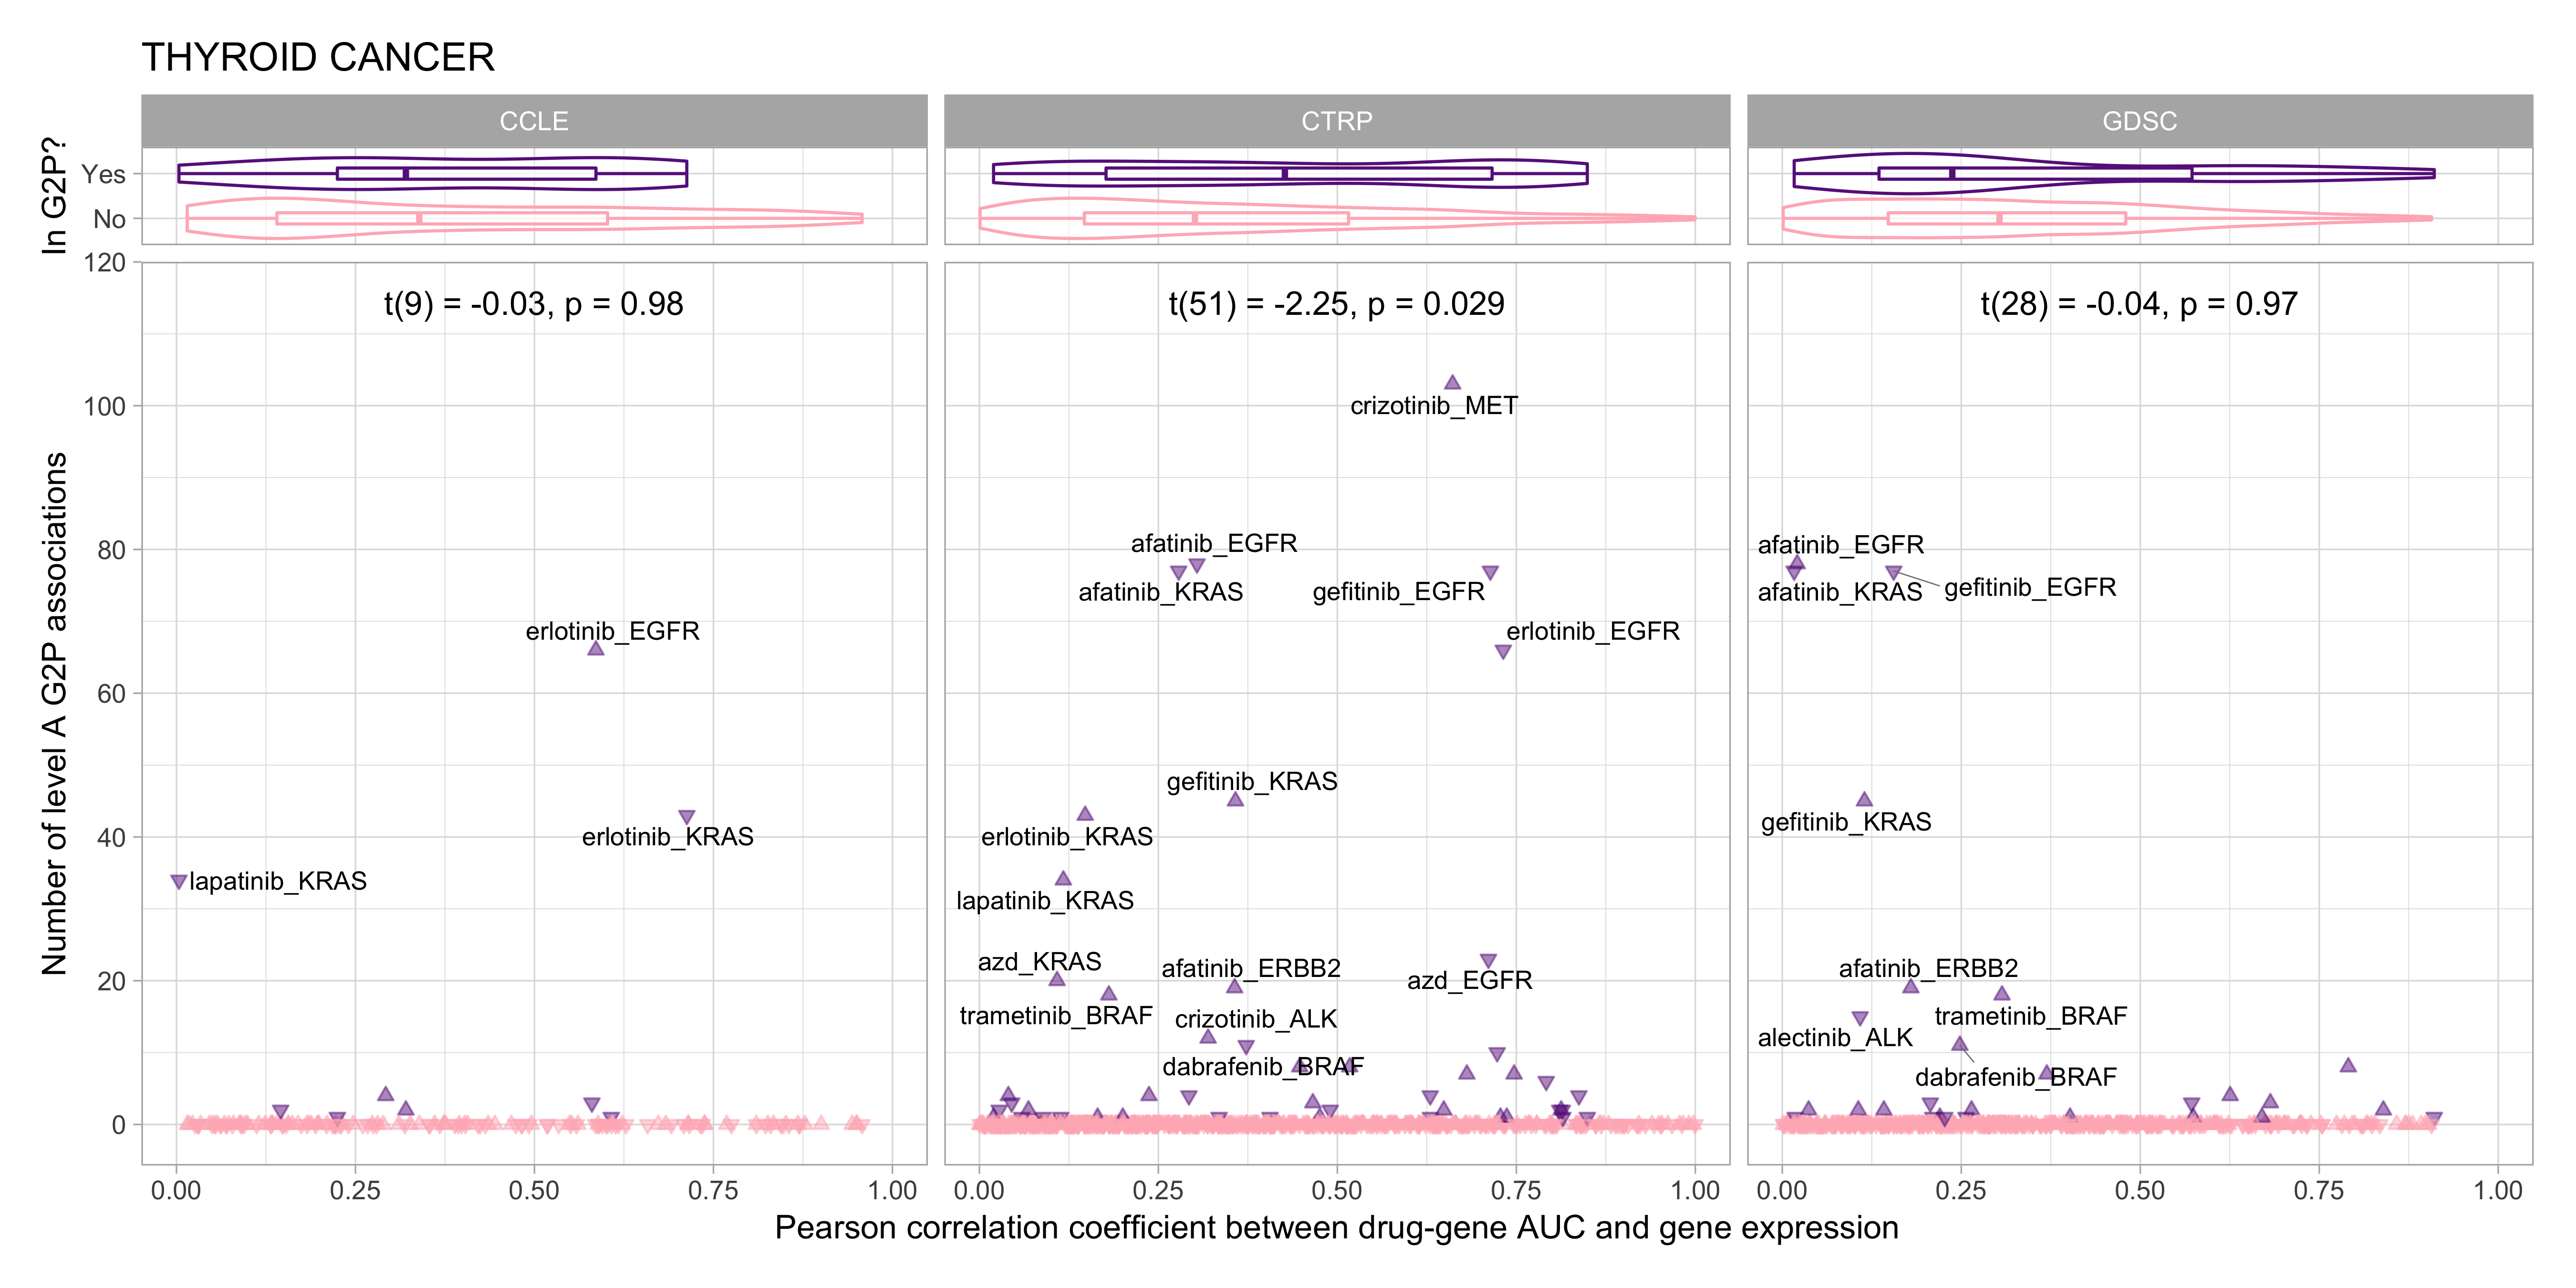 THYROID CANCER
CCLE
CTRP
GDSC
In G2P?
Yes
No
Number of level A G2P associations
120
100
80
60
40
20
0
t(9) = -0.03, p = 0.98
erlotinib_EGFR
erlotinib_KRAS
lapatinib_KRAS
t(51) = -2.25, p = 0.029
crizotinib_MET
afatinib_EGFR
afatinib_KRAS
gefitinib_EGFR
erlotinib_EGFR
gefitinib_KRAS
erlotinib_KRAS
lapatinib_KRAS
azd_KRAS
afatinib_ERBB2
azd_EGFR
trametinib_BRAF
crizotinib_ALK
dabrafenib_BRAF
t(28) = -0.04, p = 0.97
afatinib_EGFR
afatinib_KRAS
gefitinib_EGFR
gefitinib_KRAS
afatinib_ERBB2
trametinib_BRAF
alectinib_ALK
dabrafenib_BRAF
0.00 0.25 0.50 0.75 1.00
0.00 0.25 0.50 0.75 1.00
0.00 0.25 0.50 0.75 1.00
Pearson correlation coefficient between drug-gene AUC and gene expression